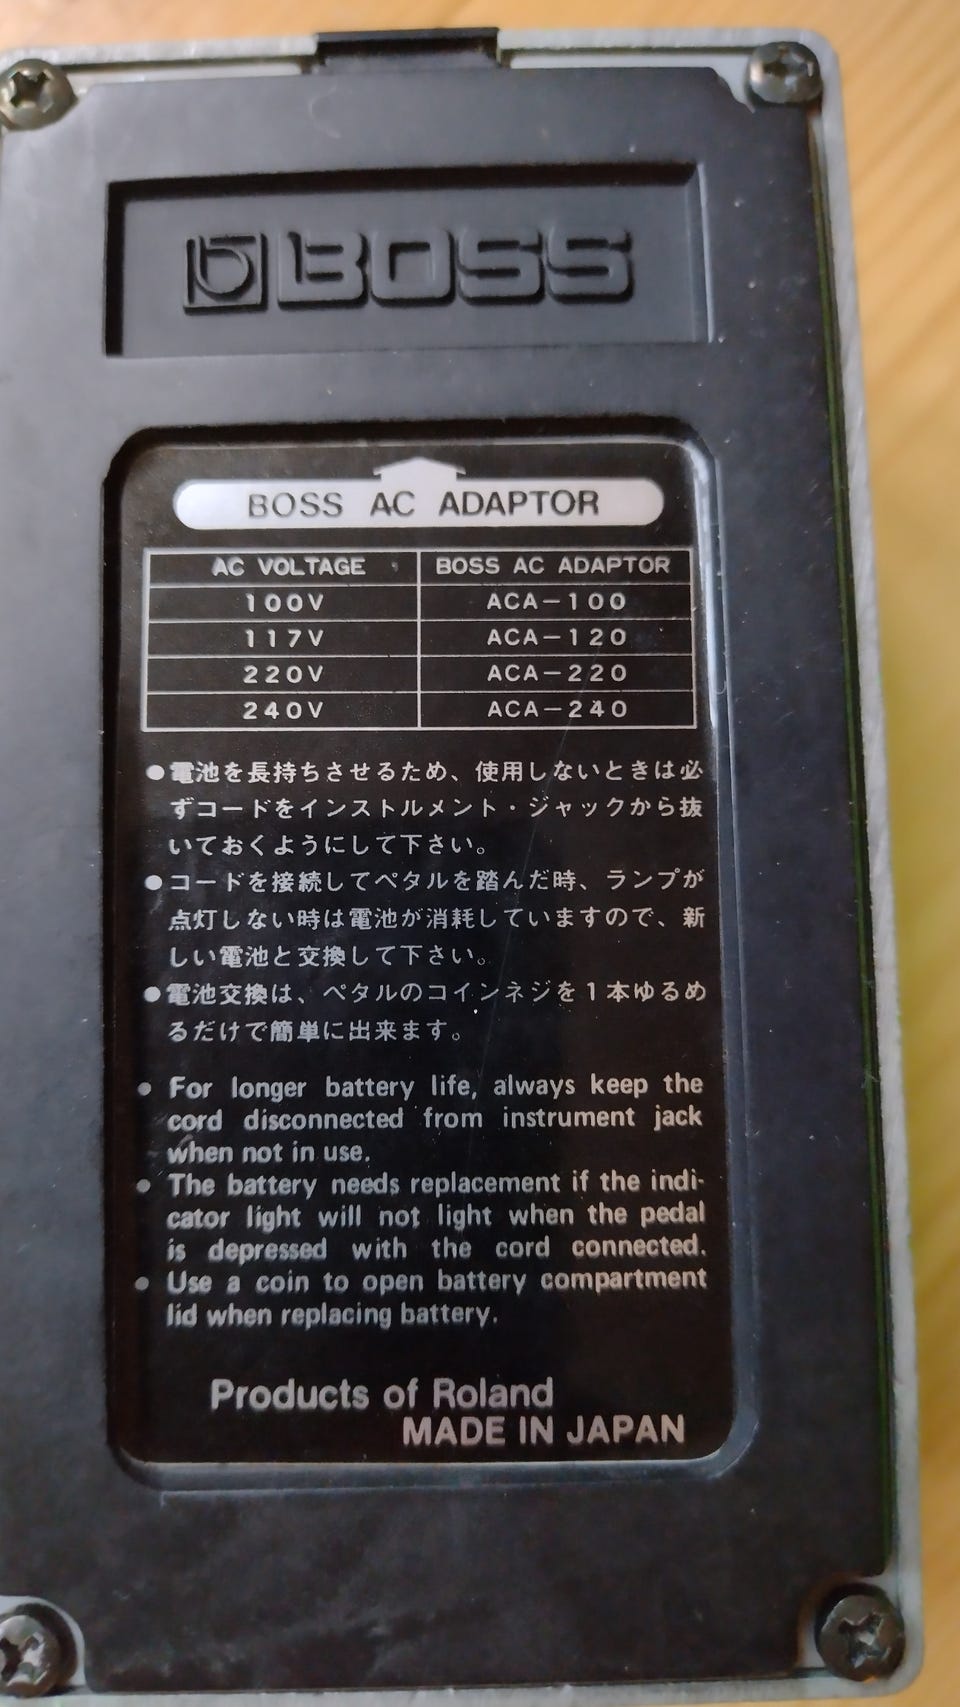 BOSS
BOSS AC ADAPTOR
AC VOLTAGE BOSS AC ADAPTOR
100V ACA-100
117V ACA-120
220V ACA-220
240V ACA-240
●電池を長持ちさせるため、使用しないときは必
ずコードをインストルメント・ジャックから抜
いておくようにして下さい。
●コードを接続してペタルを踏んだ時、ランプが
点灯しない時は電池が消耗していますので、新
しい電池と交換して下さい。
●電池交換は、ペタルのコインネジを1本ゆるめ
るだけで簡単に出来ます。
● For longer battery life, always keep the
cord disconnected from instrument jack
when not in use.
● The battery needs replacement if the indi-
cator light will not light when the pedal
is depressed with the cord connected.
● Use a coin to open battery compartment
lid when replacing battery.
Products of Roland
MADE IN JAPAN